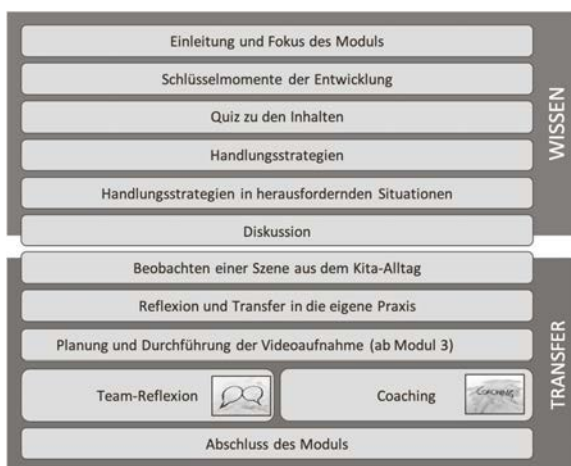 Einleitung und Fokus des Moduls
Schlüsselmomente der Entwicklung
Quiz zu den Inhalten
Handlungsstrategien
Handlungsstrategien in herausfordernden Situationen
Diskussion
WISSEN
Beobachten einer Szene aus dem Kita-Alltag
Reflexion und Transfer in die eigene Praxis
Planung und Durchführung der Videoaufnahme (ab Modul 3)
Team-Reflexion
Coaching
COACHING
Abschluss des Moduls
TRANSFER